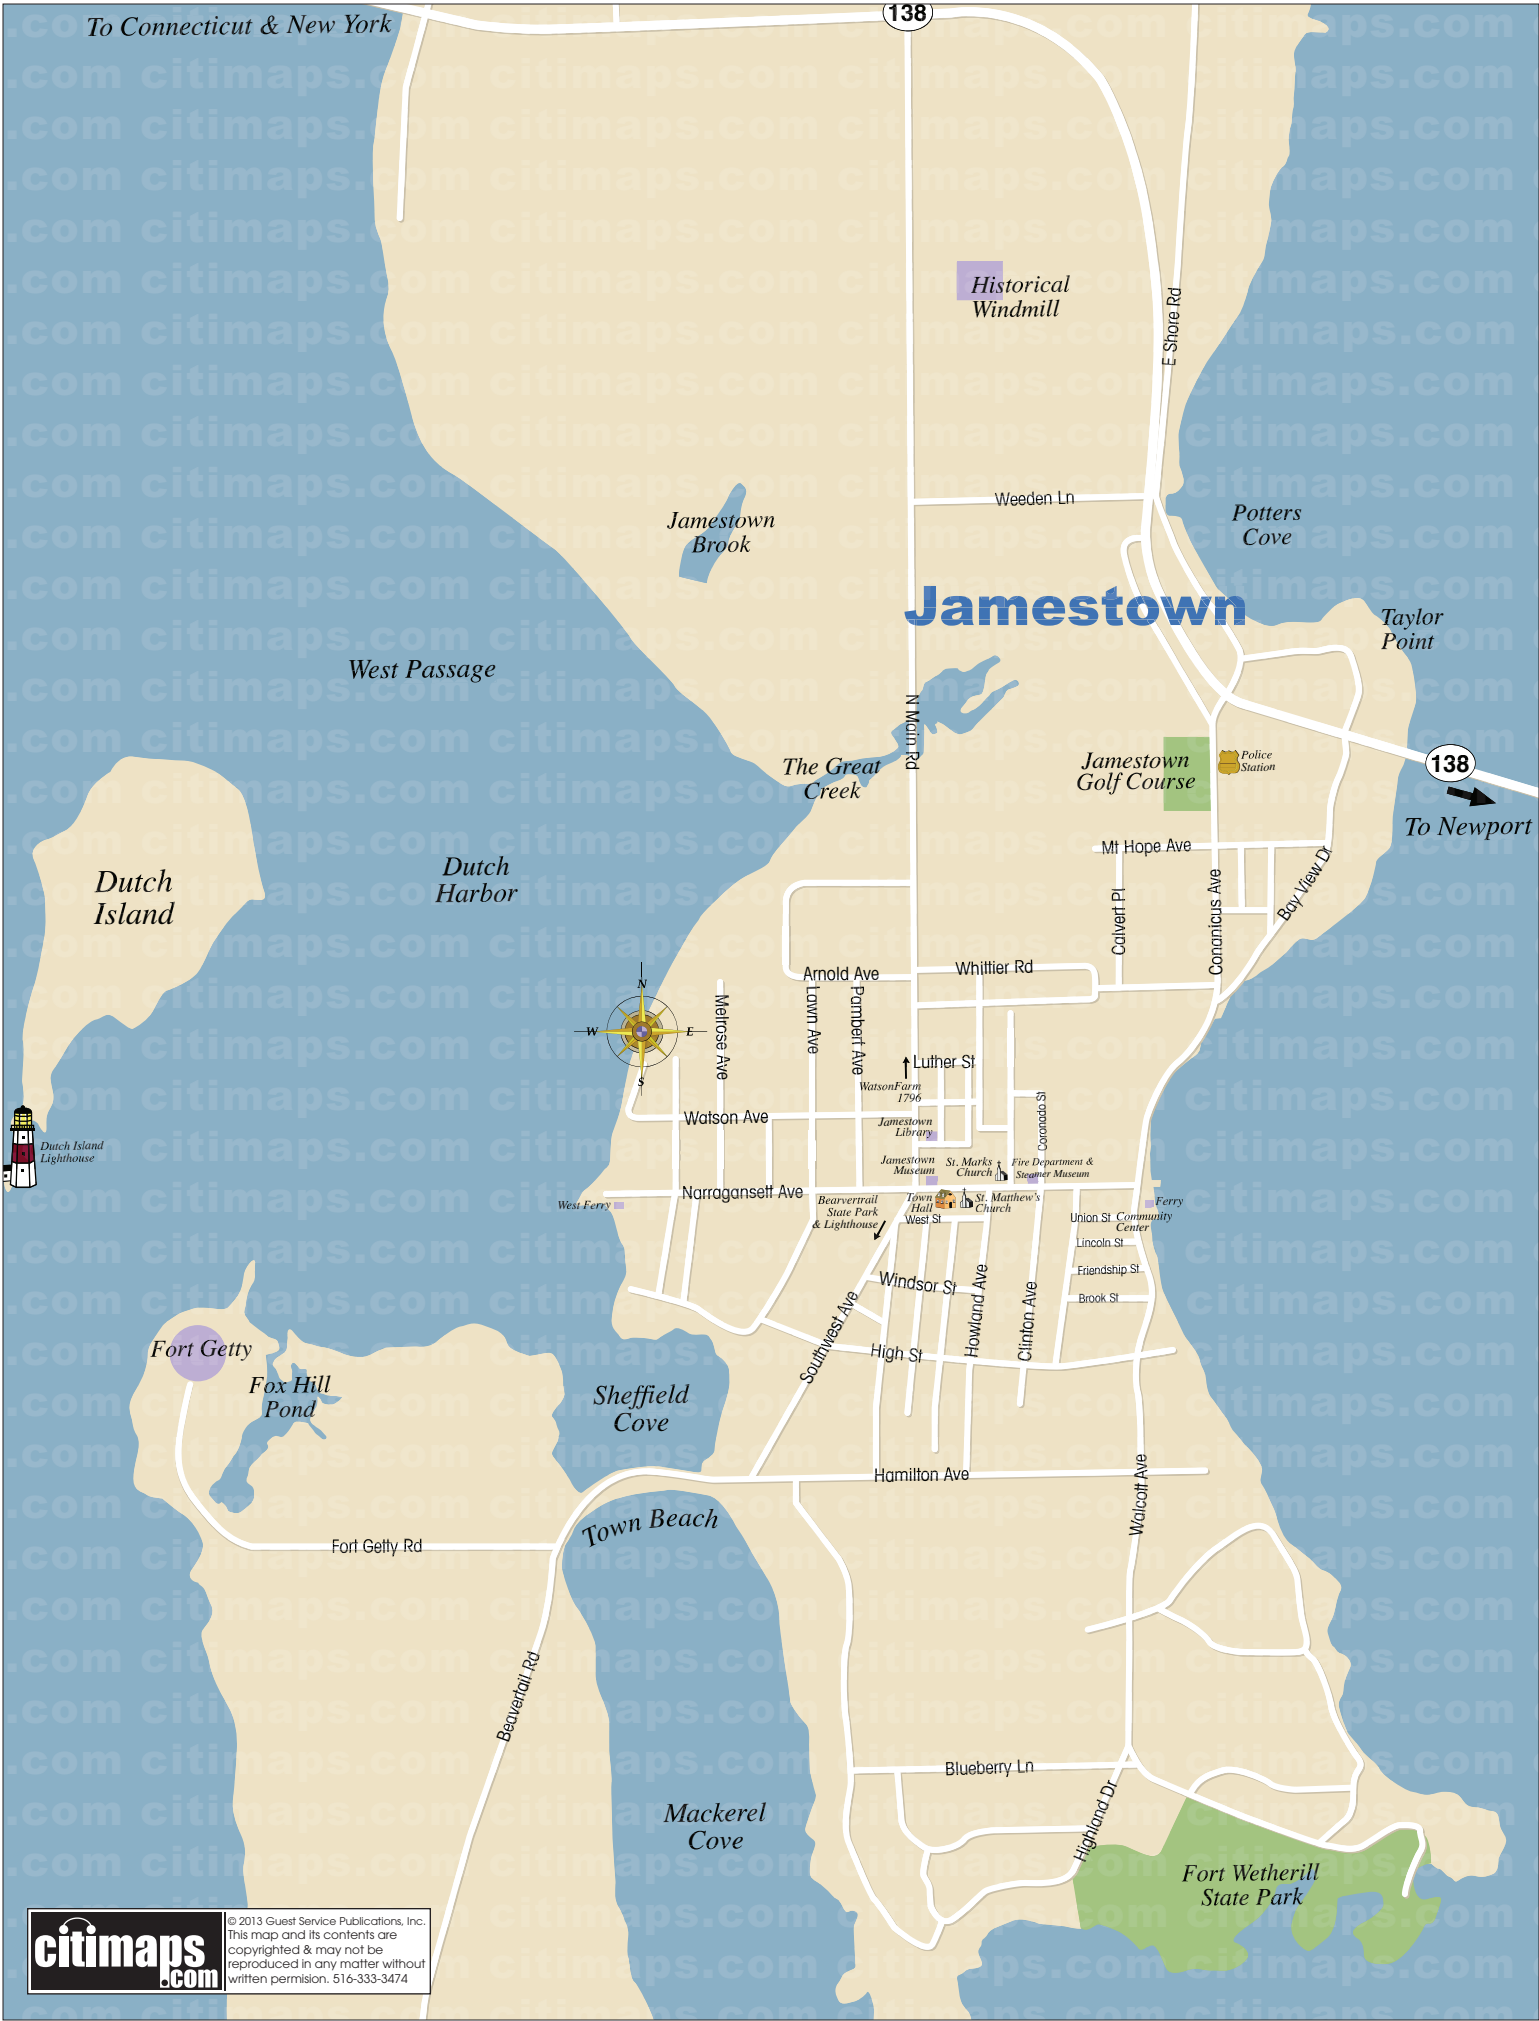 138
To Connecticut & New York
Historical
Windmill
E Shore Rd
Weeden Ln
Jamestown
Brook
Potters
Cove
Jamestown
Taylor
Point
West Passage
N Main Rd
The Great
Creek
Jamestown
Golf Course
Police
Station
138
To Newport
Mt Hope Ave
Dutch
Harbor
Dutch
Island
Calvert Pl
Conanicus Ave
Bay View Dr
Arnold Ave
Whittier Rd
N
W
E
S
Melrose Ave
Lawn Ave
Pambert Ave
Luther St
WatsonFarm
1796
Coronado St
Watson Ave
Jamestown
Library
Dutch Island
Lighthouse
Jamestown
Museum
St. Marks
Church
Fire Department &
Steamer Museum
Narragansett Ave
West Ferry
Bearvertrail
State Park
& Lighthouse
Town
Hall
St. Matthew's
Church
Ferry
West St
Union St
Community
Center
Lincoln St
Friendship St
Brook St
Windsor St
Howland Ave
Clinton Ave
Southwest Ave
High St
Fort Getty
Fox Hill
Pond
Sheffield
Cove
Hamilton Ave
Walcott Ave
Town Beach
Fort Getty Rd
Beavertail Rd
Blueberry Ln
Highland Dr
Mackerel
Cove
Fort Wetherill
State Park
citimaps
.com
© 2013 Guest Service Publications, Inc.
This map and its contents are
copyrighted & may not be
reproduced in any matter without
written permision. 516-333-3474